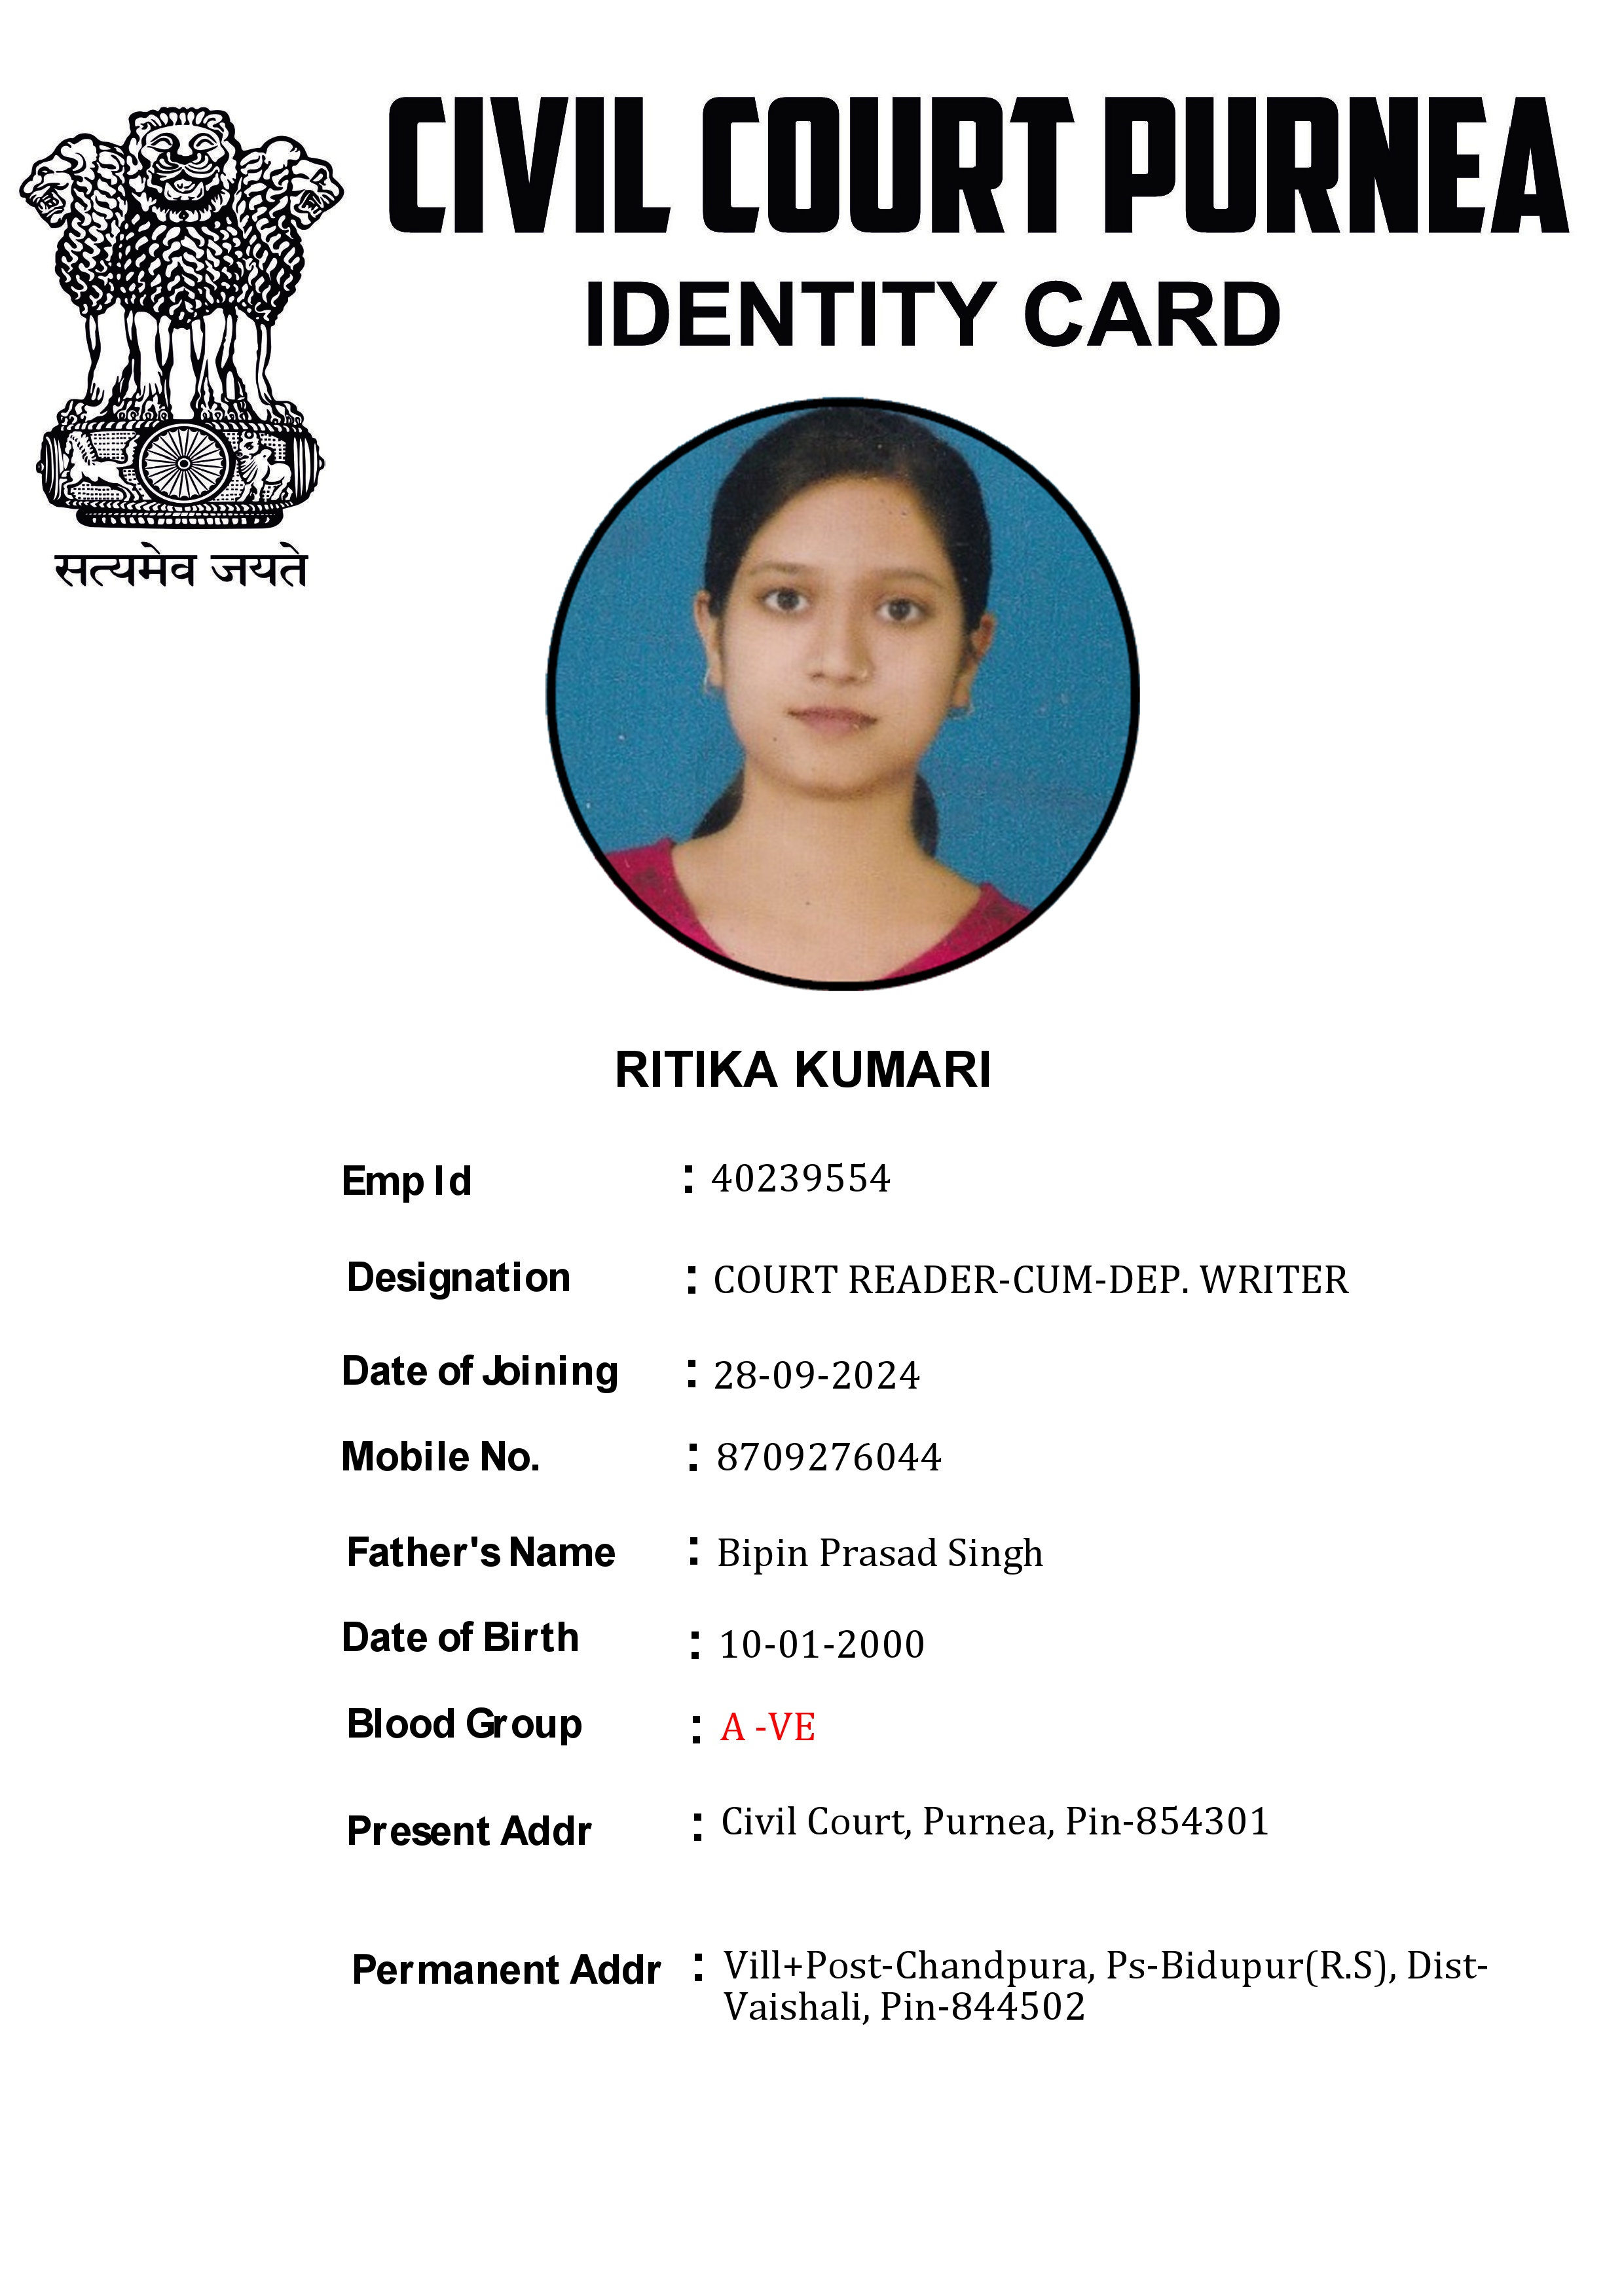 CIVIL COURT PURNEA
IDENTITY CARD
सत्यमेव जयते
RITIKA KUMARI
Emp Id : 40239554
Designation : COURT READER-CUM-DEP. WRITER
Date of Joining : 28-09-2024
Mobile No. : 8709276044
Father's Name : Bipin Prasad Singh
Date of Birth : 10-01-2000
Blood Group : A -VE
Present Addr : Civil Court, Purnea, Pin-854301
Permanent Addr : Vill+Post-Chandpura, Ps-Bidupur(R.S), Dist-
Vaishali, Pin-844502